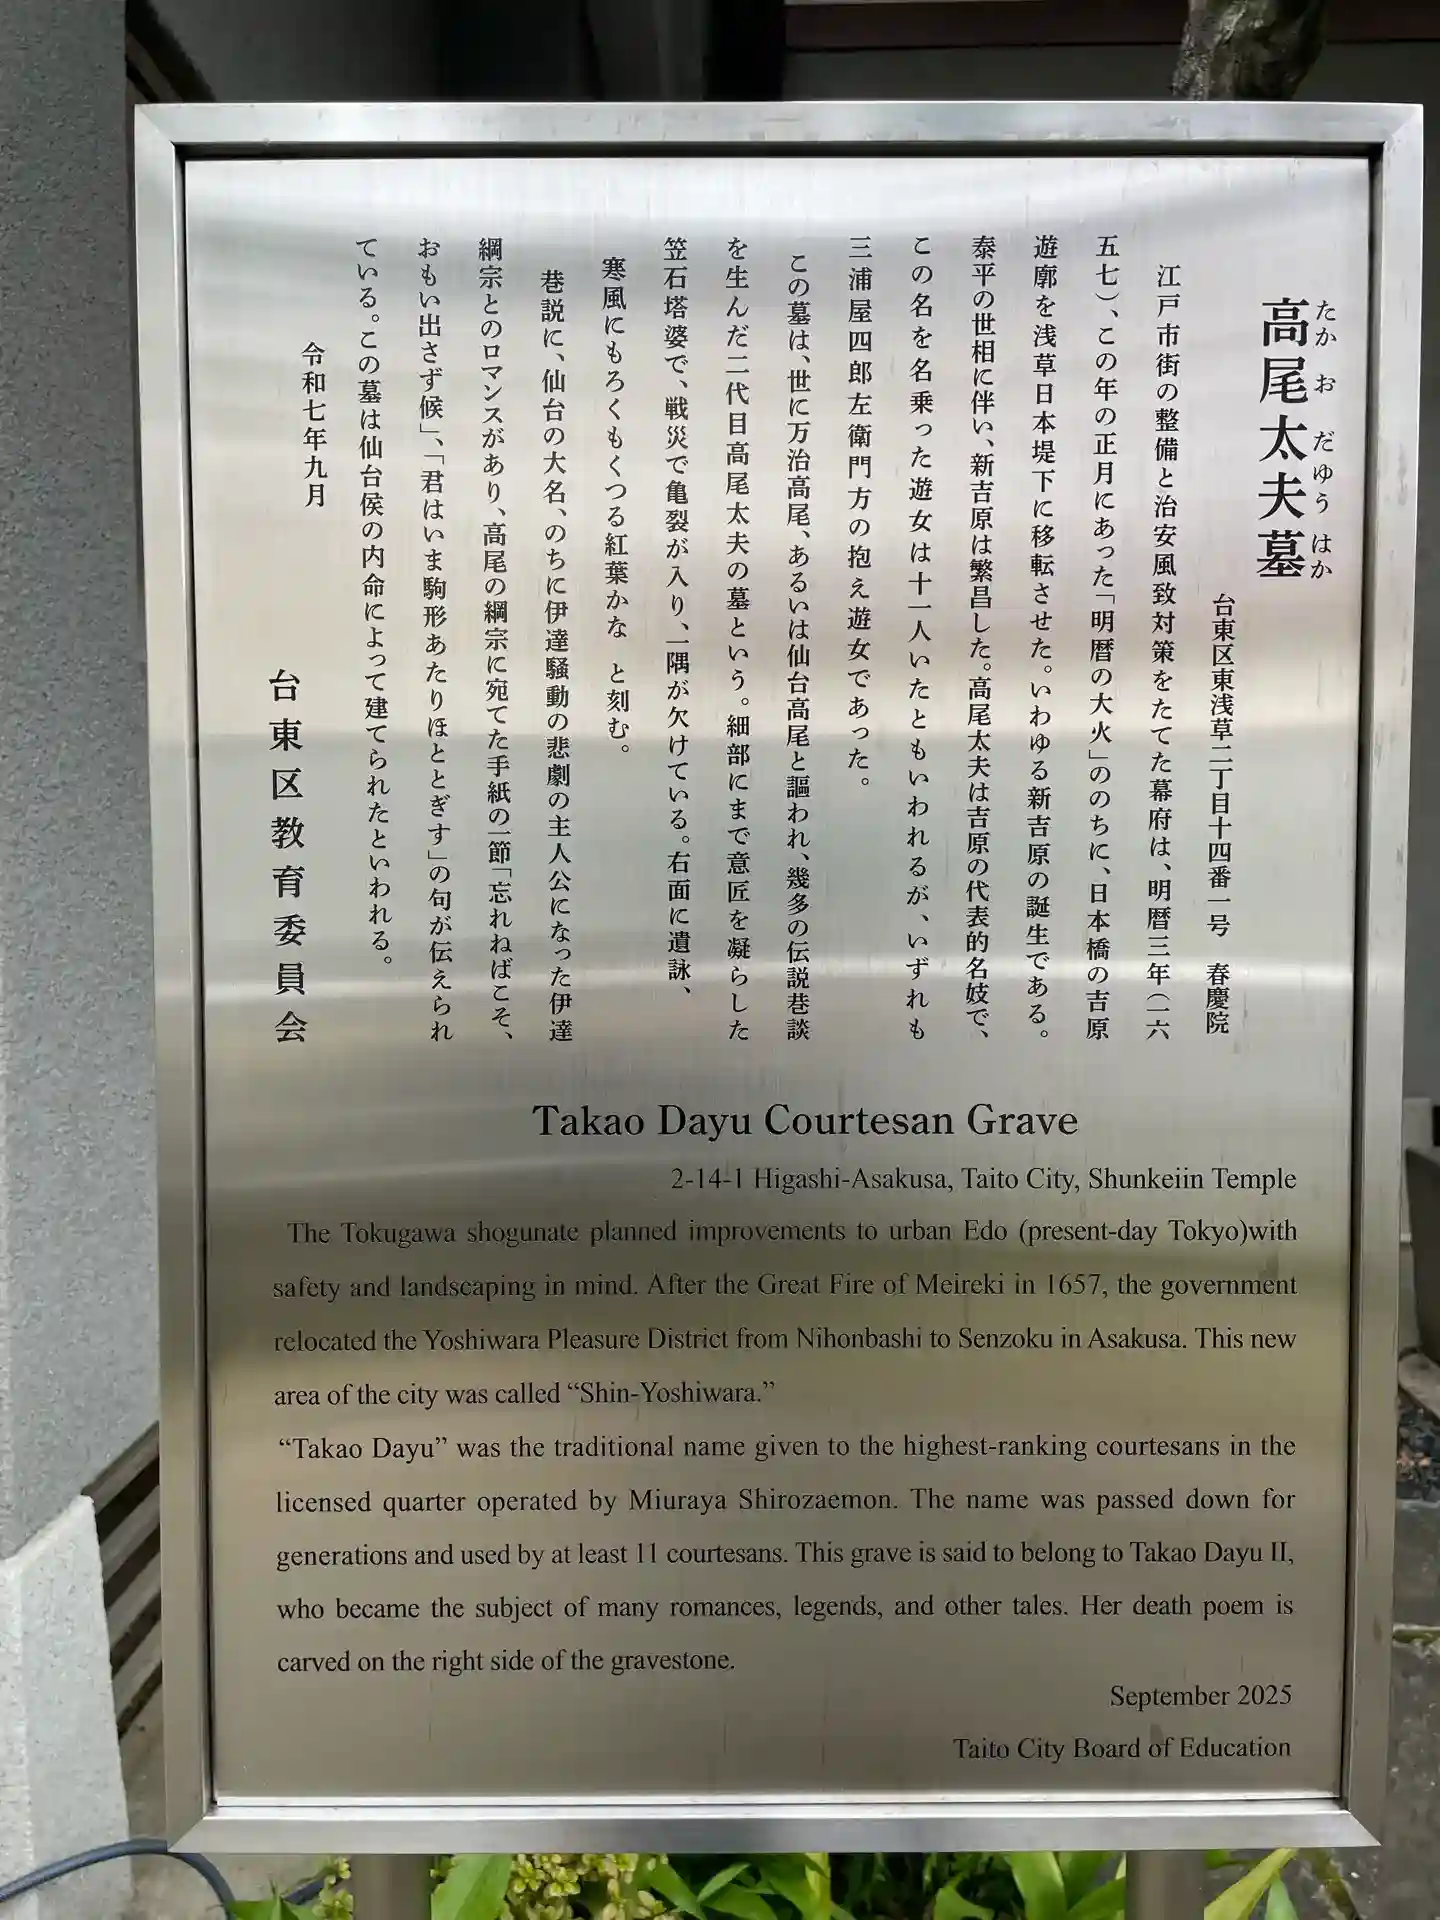 高尾太夫墓
たかおだゆうはか
台東区東浅草二丁目十四番一号　春慶院
江戸市街の整備と治安風致対策をたてた幕府は、明暦三年（一六
五七）、この年の正月にあった「明暦の大火」ののちに、日本橋の吉原
遊廓を浅草日本堤下に移転させた。いわゆる新吉原の誕生である。
泰平の世相に伴い、新吉原は繁昌した。高尾太夫は吉原の代表的名妓で、
この名を名乗った遊女は十一人いたともいわれるが、いずれも
三浦屋四郎左衛門方の抱え遊女であった。
この墓は、世に万治高尾、あるいは仙台高尾と謳われ、幾多の伝説巷談
を生んだ二代目高尾太夫の墓という。細部にまで意匠を凝らした
笠石塔婆で、戦災で亀裂が入り、一隅が欠けている。右面に遺詠、
寒風にもろくもくつる紅葉かな　と刻む。
巷説に、仙台の大名、のちに伊達騒動の悲劇の主人公になった伊達
綱宗とのロマンスがあり、高尾の綱宗に宛てた手紙の一節「忘れねばこそ、
おもい出さず候」、「君はいま駒形あたりほととぎす」の句が伝えられ
ている。この墓は仙台侯の内命によって建てられたといわれる。
令和七年九月
台東区教育委員会
Takao Dayu Courtesan Grave
2-14-1 Higashi-Asakusa, Taito City, Shunkeiin Temple
The Tokugawa shogunate planned improvements to urban Edo (present-day Tokyo)with
safety and landscaping in mind. After the Great Fire of Meireki in 1657, the government
relocated the Yoshiwara Pleasure District from Nihonbashi to Senzoku in Asakusa. This new
area of the city was called “Shin-Yoshiwara.”
“Takao Dayu” was the traditional name given to the highest-ranking courtesans in the
licensed quarter operated by Miuraya Shirozaemon. The name was passed down for
generations and used by at least 11 courtesans. This grave is said to belong to Takao Dayu II,
who became the subject of many romances, legends, and other tales. Her death poem is
carved on the right side of the gravestone.
September 2025
Taito City Board of Education